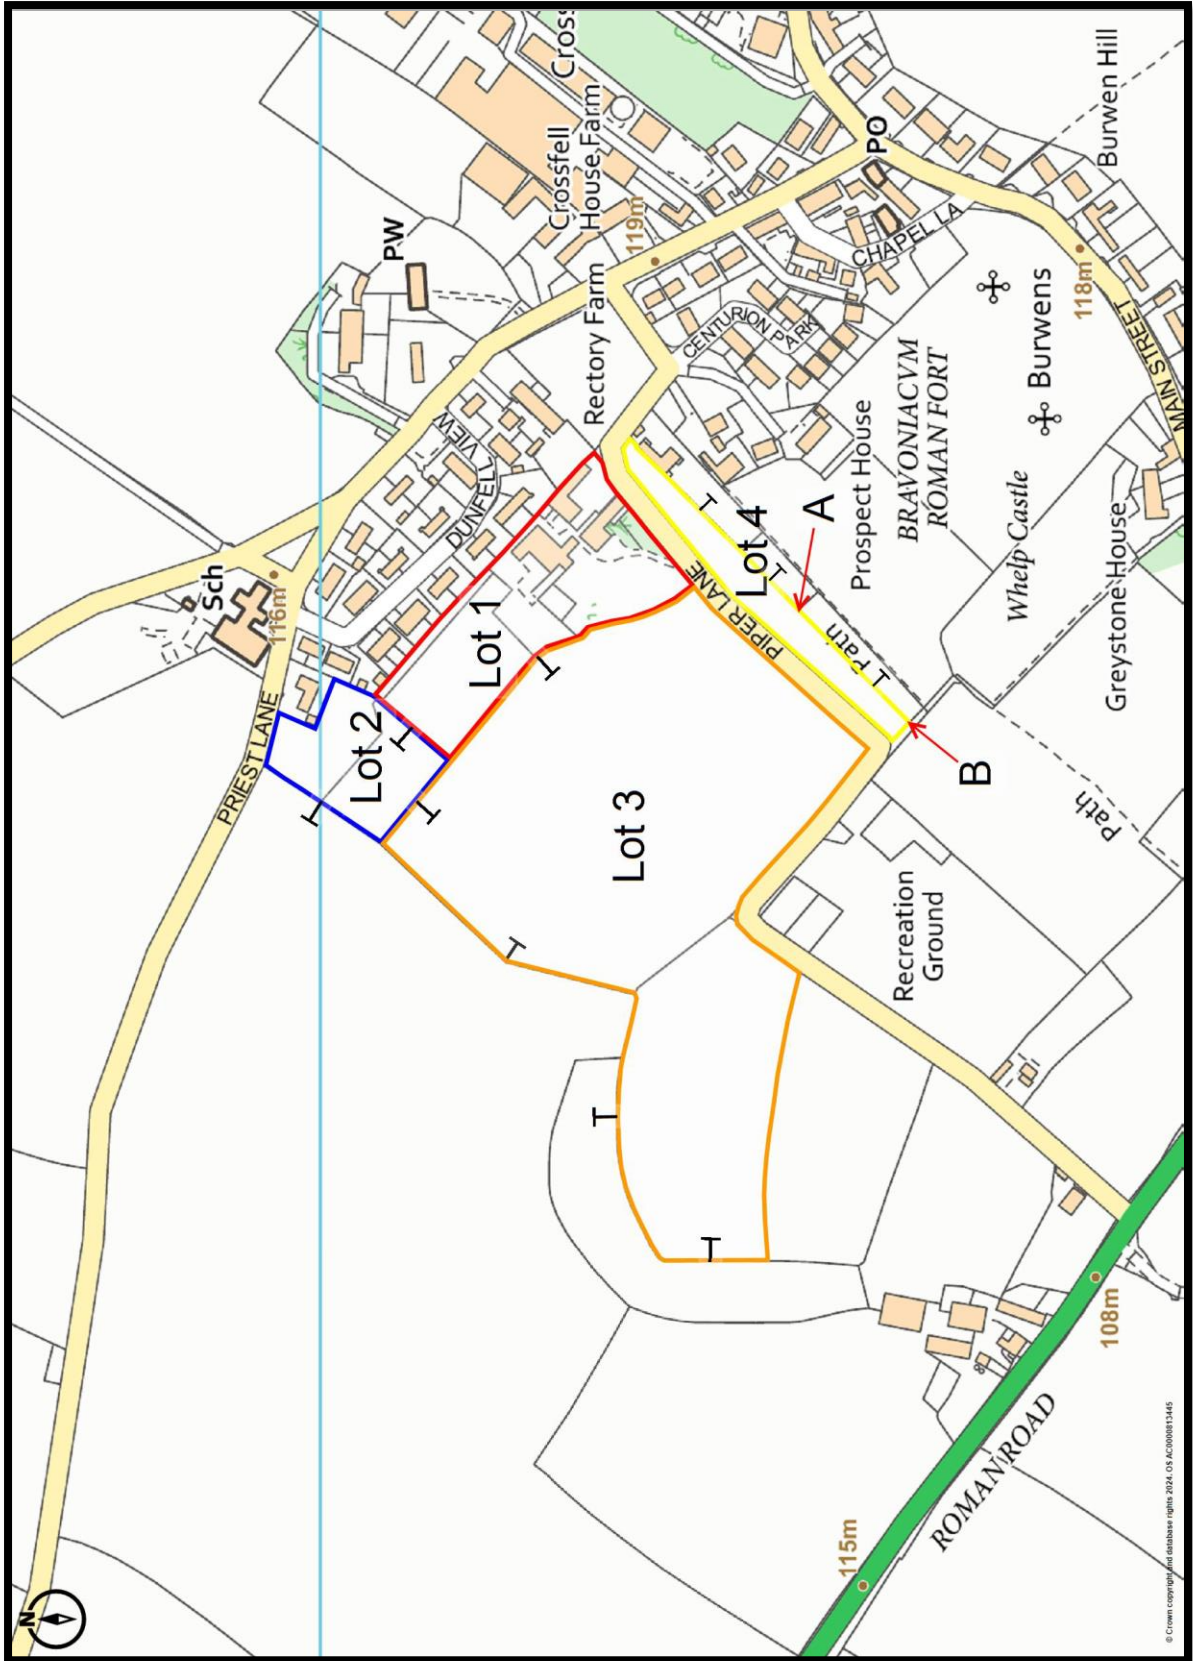 N
PRIEST LANE
Sch
116m
DUNFELL VIEW
PW
Crossfell
House Farm
Cross
Rectory Farm
119m
Lot 1
Lot 2
Lot 3
Lot 4
PIPER LANE
CENTURION PARK
CHAPEL LA
PO
Burwen Hill
A
B
Path
Prospect House
BRAVONIACVM
ROMAN FORT
Burwens
118m
MAIN STREET
Whelp Castle
Greystone House
Path
Recreation
Ground
108m
115m
ROMAN ROAD
© Crown copyright and database rights 2024. OS AC0000813445